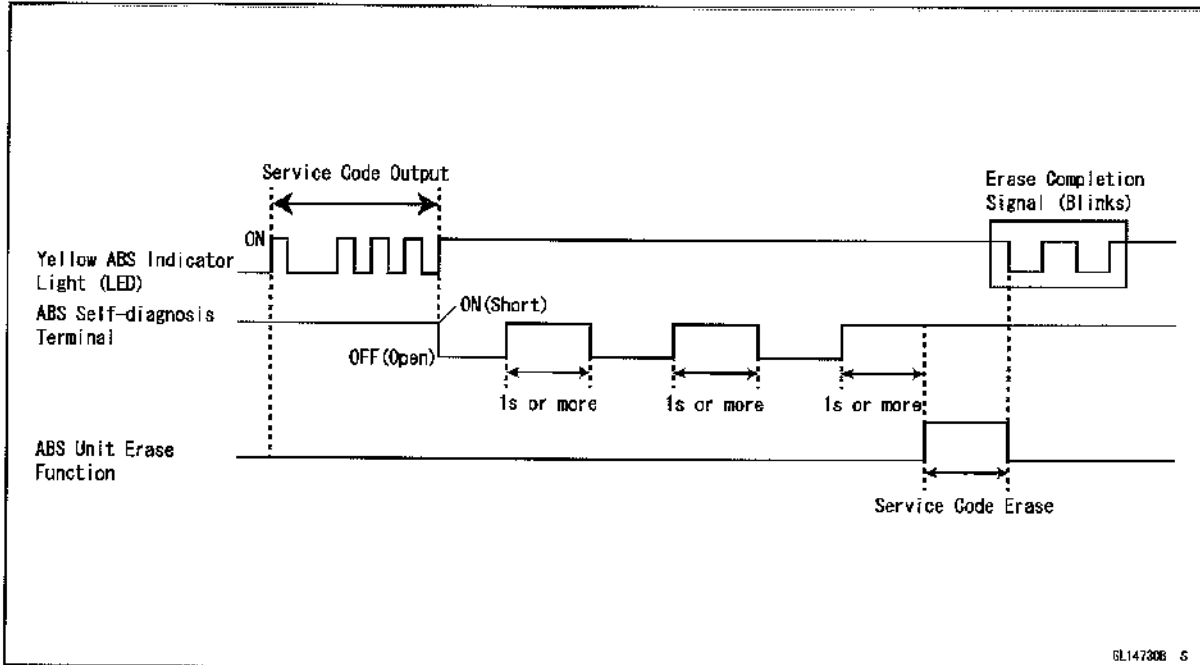 Service Code Output
Erase Completion
Signal (Blinks)
ON
Yellow ABS Indicator
Light (LED)
ABS Self-diagnosis
Terminal
ON(Short)
OFF(Open)
1s or more
1s or more
1s or more
ABS Unit Erase
Function
Service Code Erase
GL14730B S